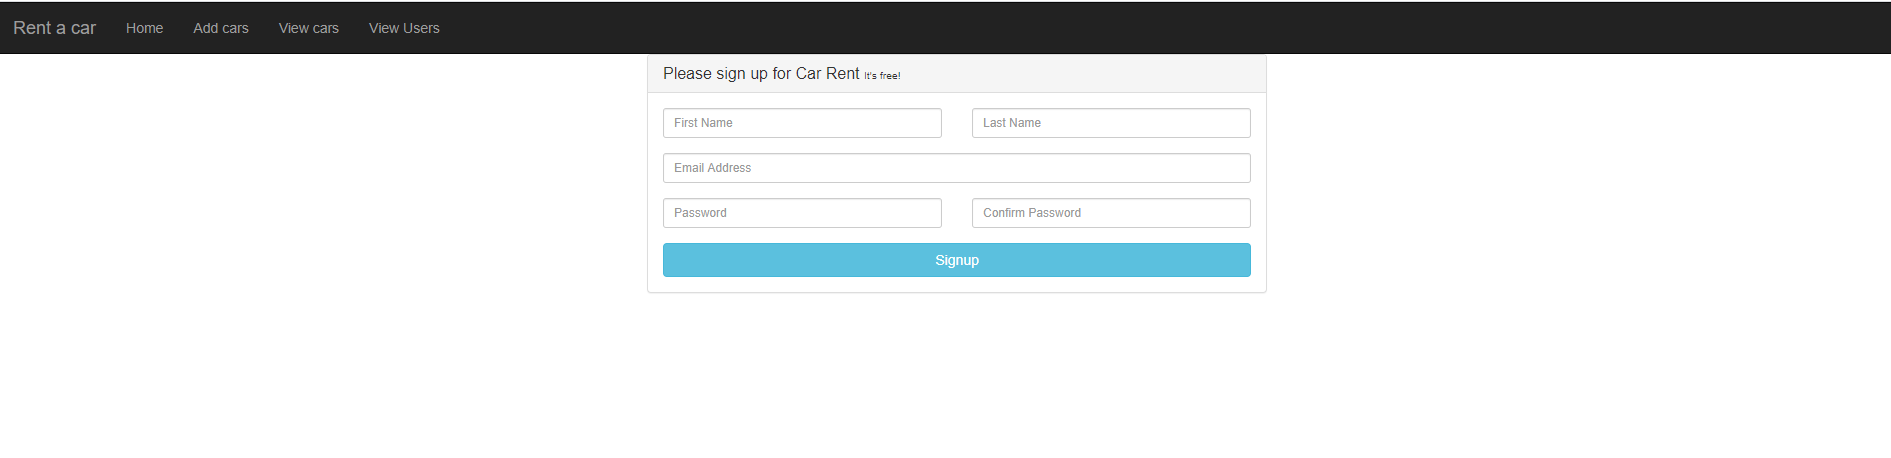 Rent a car Home Add cars View cars View Users
Please sign up for Car Rent It's free!
First Name Last Name
Email Address
Password Confirm Password
Signup